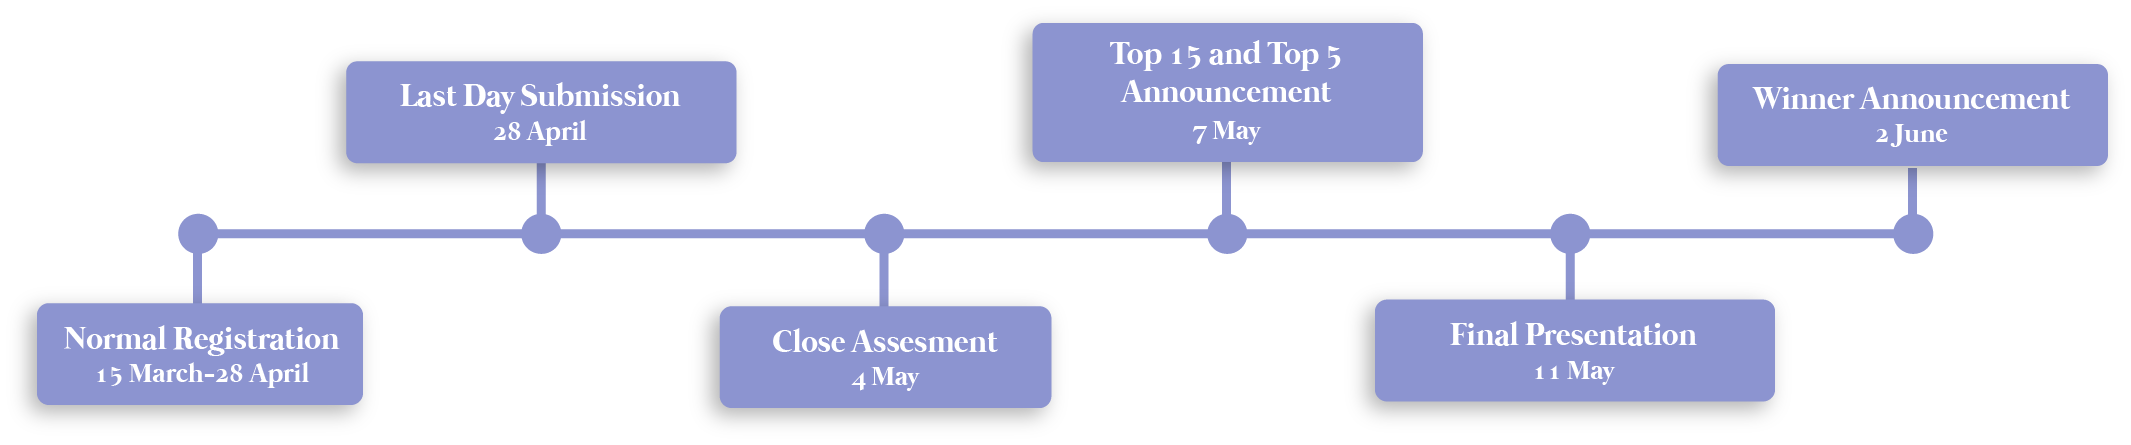 Normal Registration
15 March-28 April
Last Day Submission
28 April
Close Assesment
4 May
Top 15 and Top 5
Announcement
7 May
Final Presentation
11 May
Winner Announcement
2 June